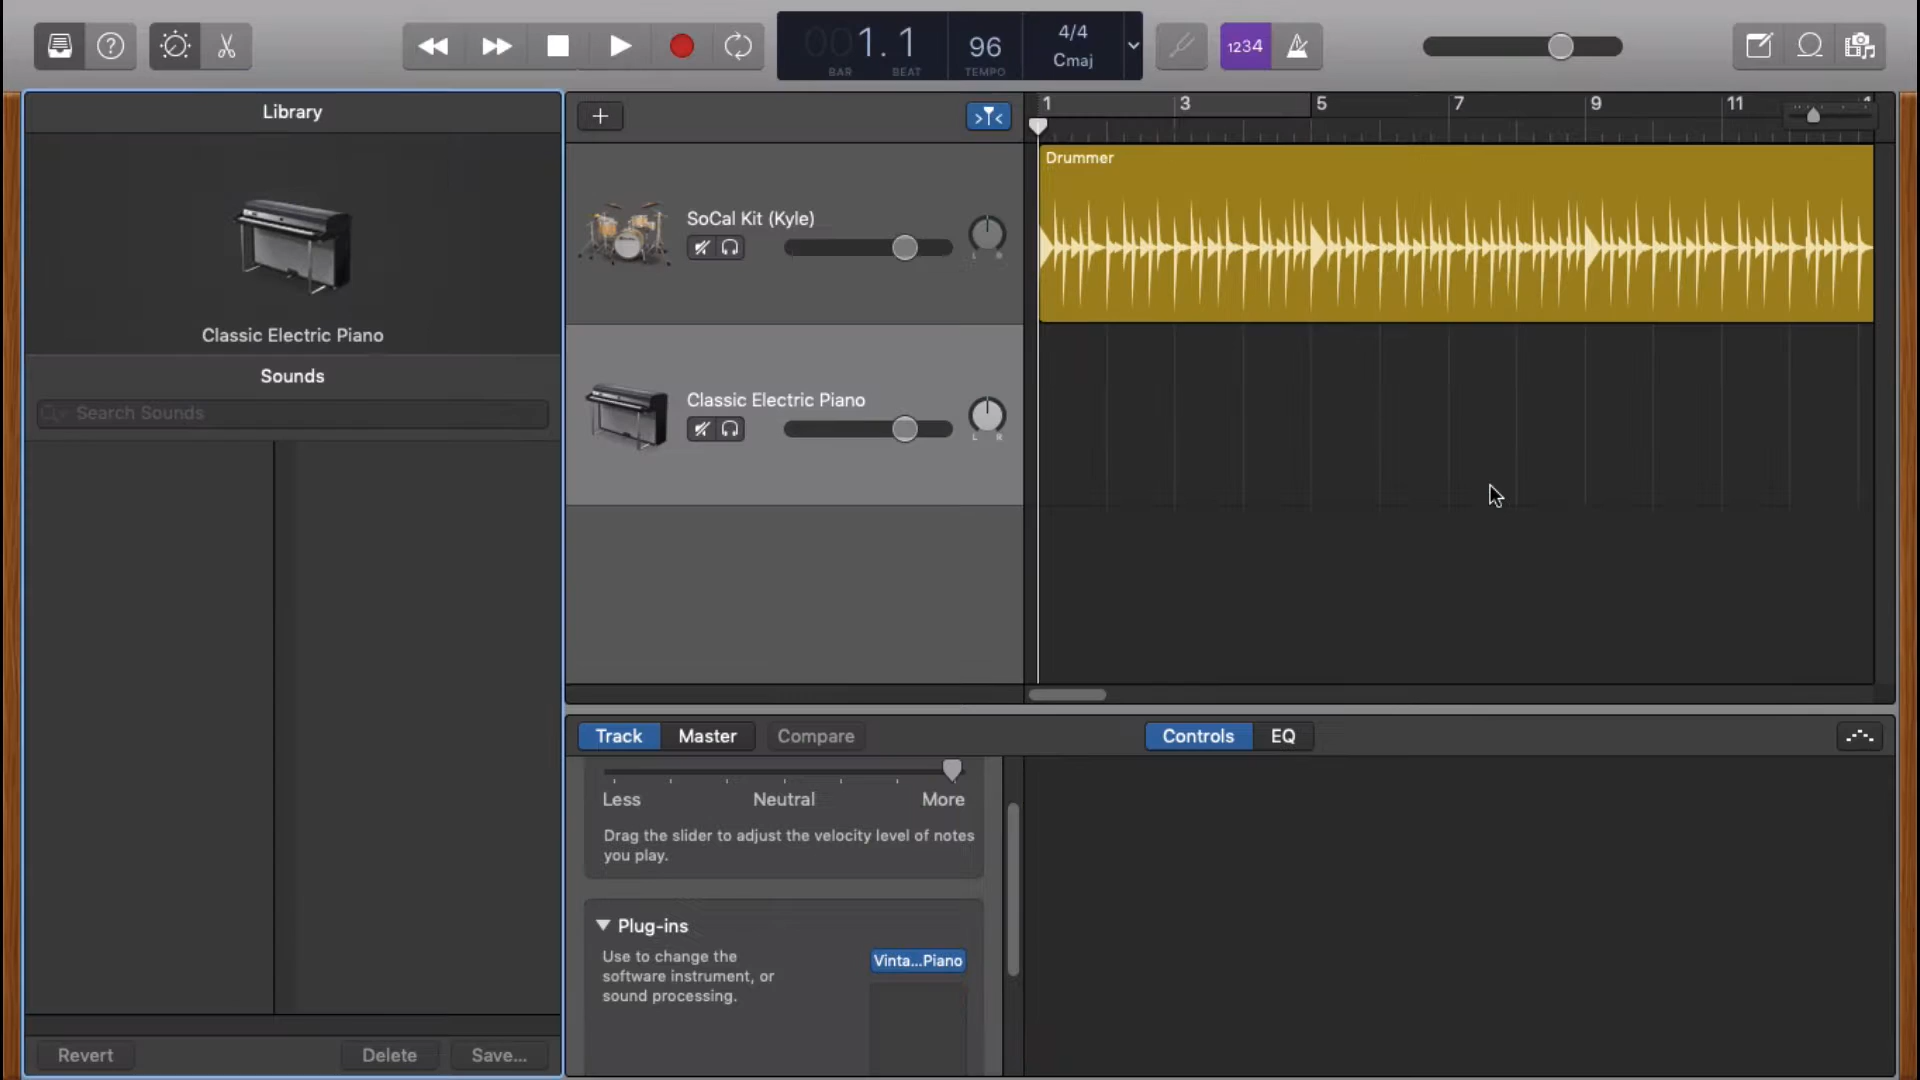 001. 1
BAR
BEAT
96
TEMPO
4/4
Cmaj
1234
Library
Classic Electric Piano
Sounds
Search Sounds
Revert
Delete
Save...
1
3
5
7
9
11
SoCal Kit (Kyle)
L R
Classic Electric Piano
L R
Drummer
Track
Master
Compare
Controls
EQ
Less
Neutral
More
Drag the slider to adjust the velocity level of notes
you play.
Plug-ins
Use to change the
software instrument, or
sound processing.
Vinta...Piano